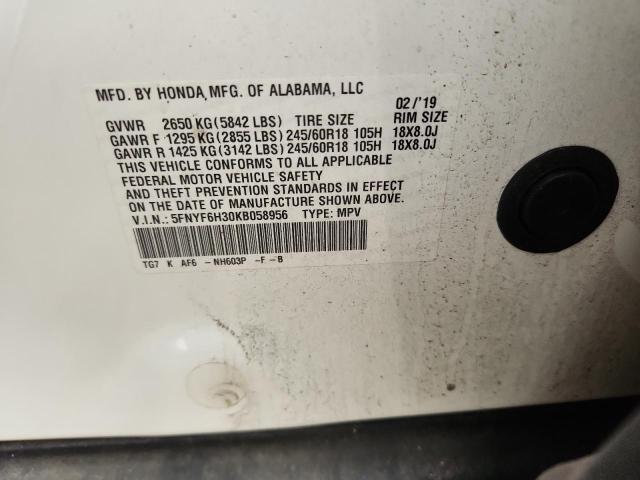 MFD. BY HONDA MFG. OF ALABAMA, LLC
02/'19
GVWR 2650 KG (5842 LBS) TIRE SIZE RIM SIZE
GAWR F 1295 KG (2855 LBS) 245/60R18 105H 18X8.0J
GAWR R 1425 KG (3142 LBS) 245/60R18 105H 18X8.0J
THIS VEHICLE CONFORMS TO ALL APPLICABLE
FEDERAL MOTOR VEHICLE SAFETY
AND THEFT PREVENTION STANDARDS IN EFFECT
ON THE DATE OF MANUFACTURE SHOWN ABOVE.
V.I.N.: 5FNYF6H30KB058956 TYPE: MPV
TG7 K AF6 - NH603P -F -B